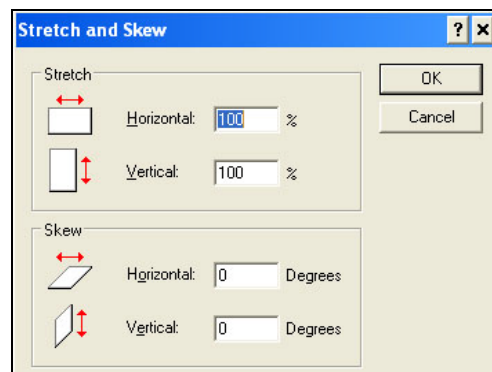 Stretch and Skew
Stretch
Horizontal: 100 %
Vertical: 100 %
OK
Cancel
Skew
Horizontal: 0 Degrees
Vertical: 0 Degrees